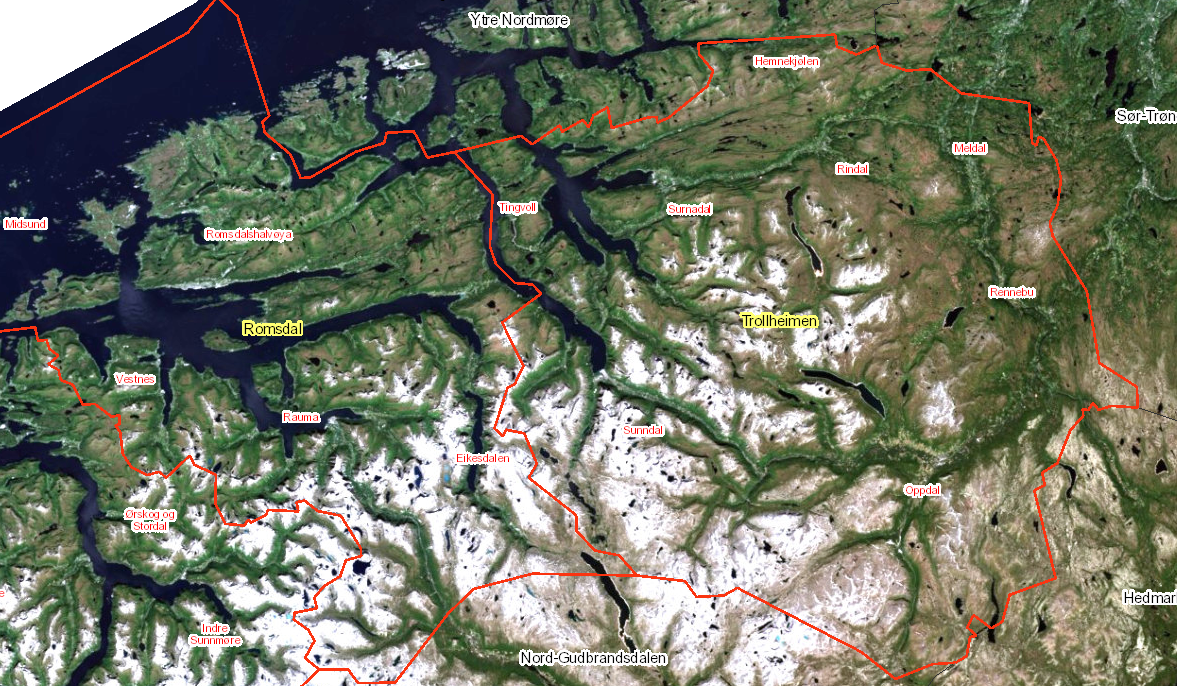 Ytre Nordmøre
Hemnekjølen
Sør-Trøn
Meldal
Rindal
Tingvoll
Surnadal
Midsund
Romsdalshalvøya
Rennebu
Romsdal
Trollheimen
Vestnes
Rauma
Sunndal
Eikesdalen
Oppdal
Ørskog og
Stordal
e
Hedmar
Indre
Sunnmøre
Nord-Gudbrandsdalen